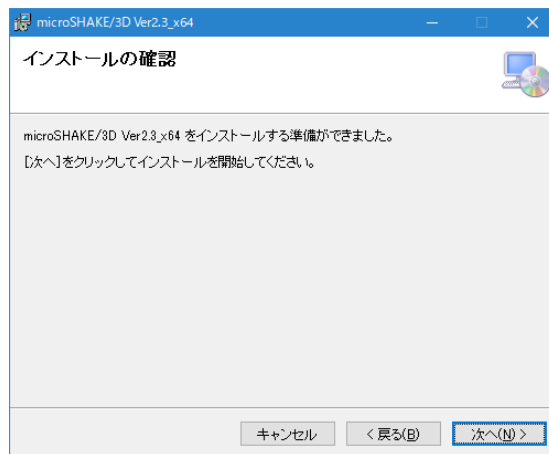 microSHAKE/3D Ver2.3_x64
インストールの確認
microSHAKE/3D Ver2.3_x64 をインストールする準備ができました。
[次へ]をクリックしてインストールを開始してください。
キャンセル
< 戻る(B)
次へ(N) >